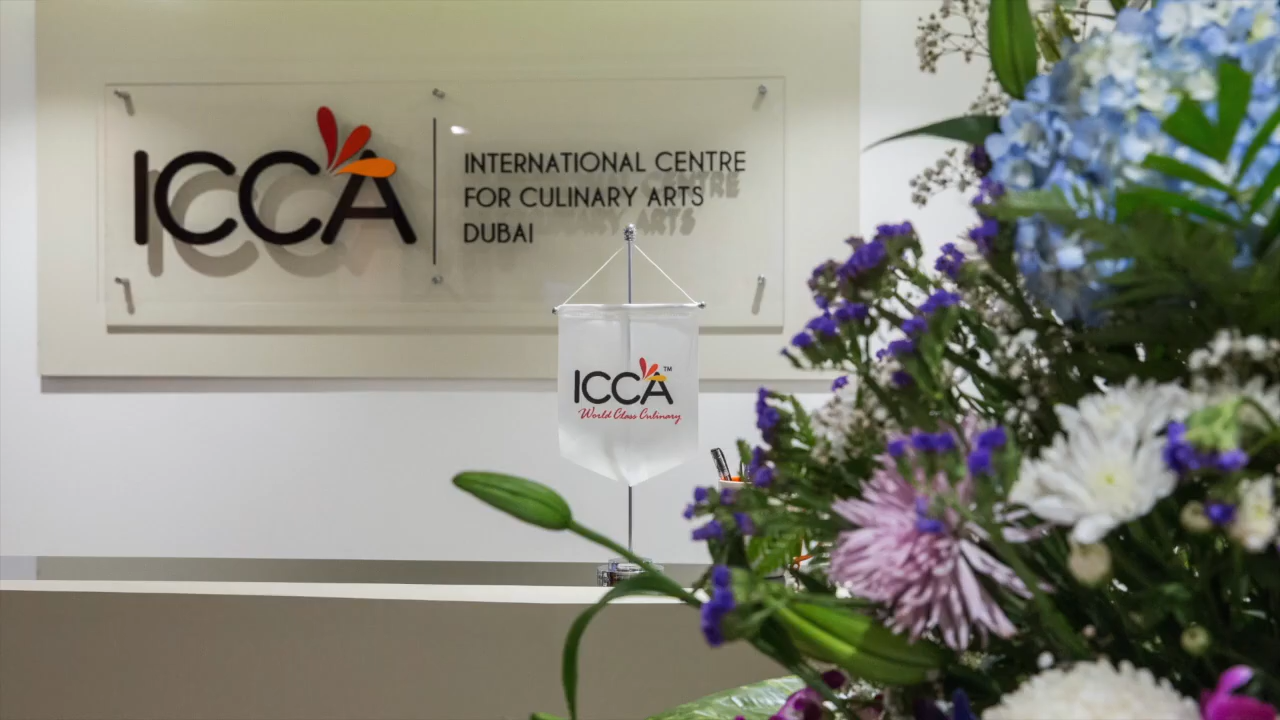 ICCA
INTERNATIONAL CENTRE
FOR CULINARY ARTS
DUBAI
ICCA™
World Class Culinary